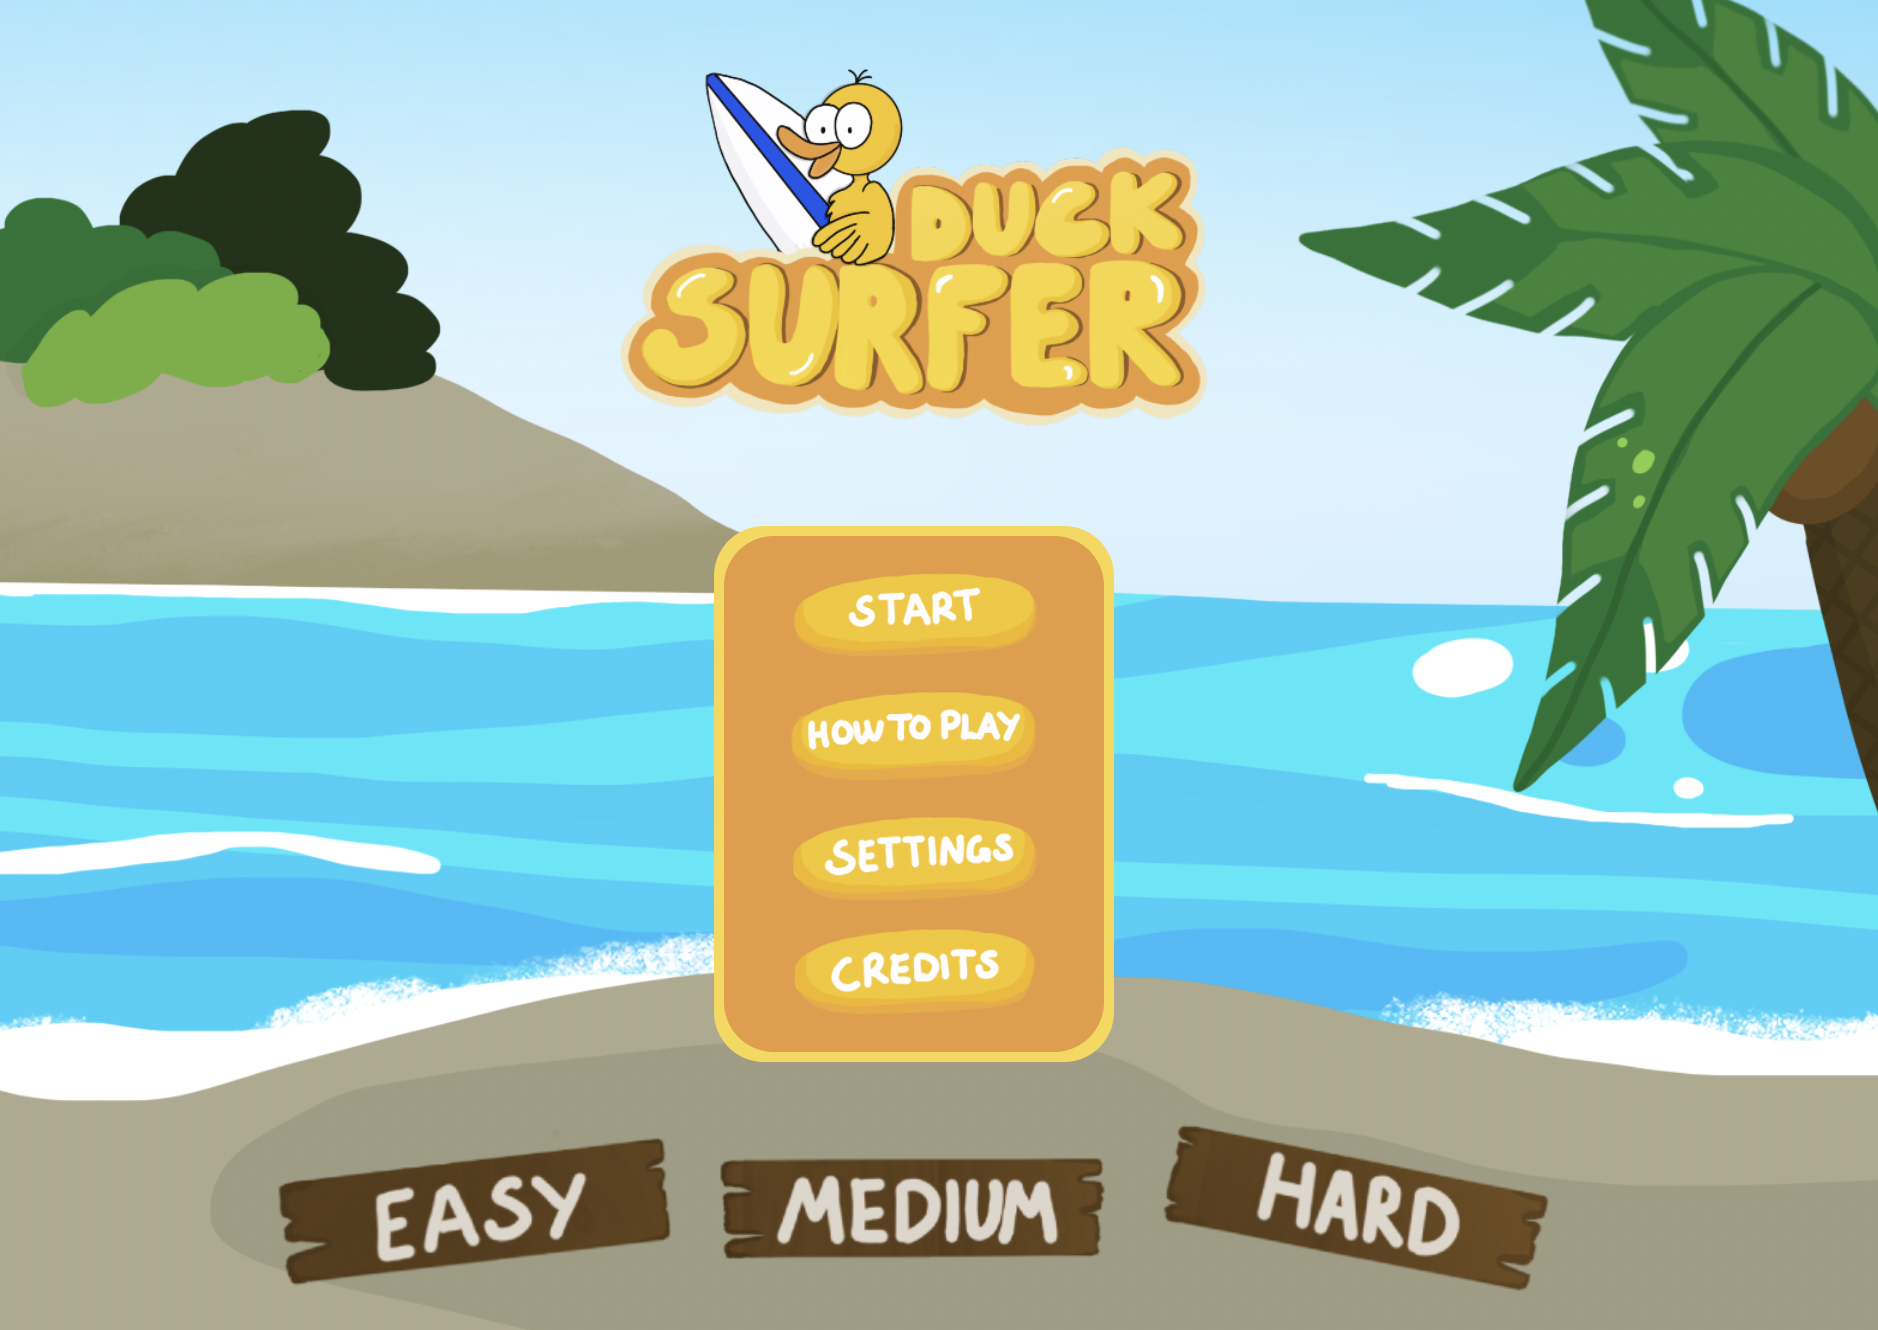 DUCK
SURFER
START
HOW TO PLAY
SETTINGS
CREDITS
EASY
MEDIUM
HARD